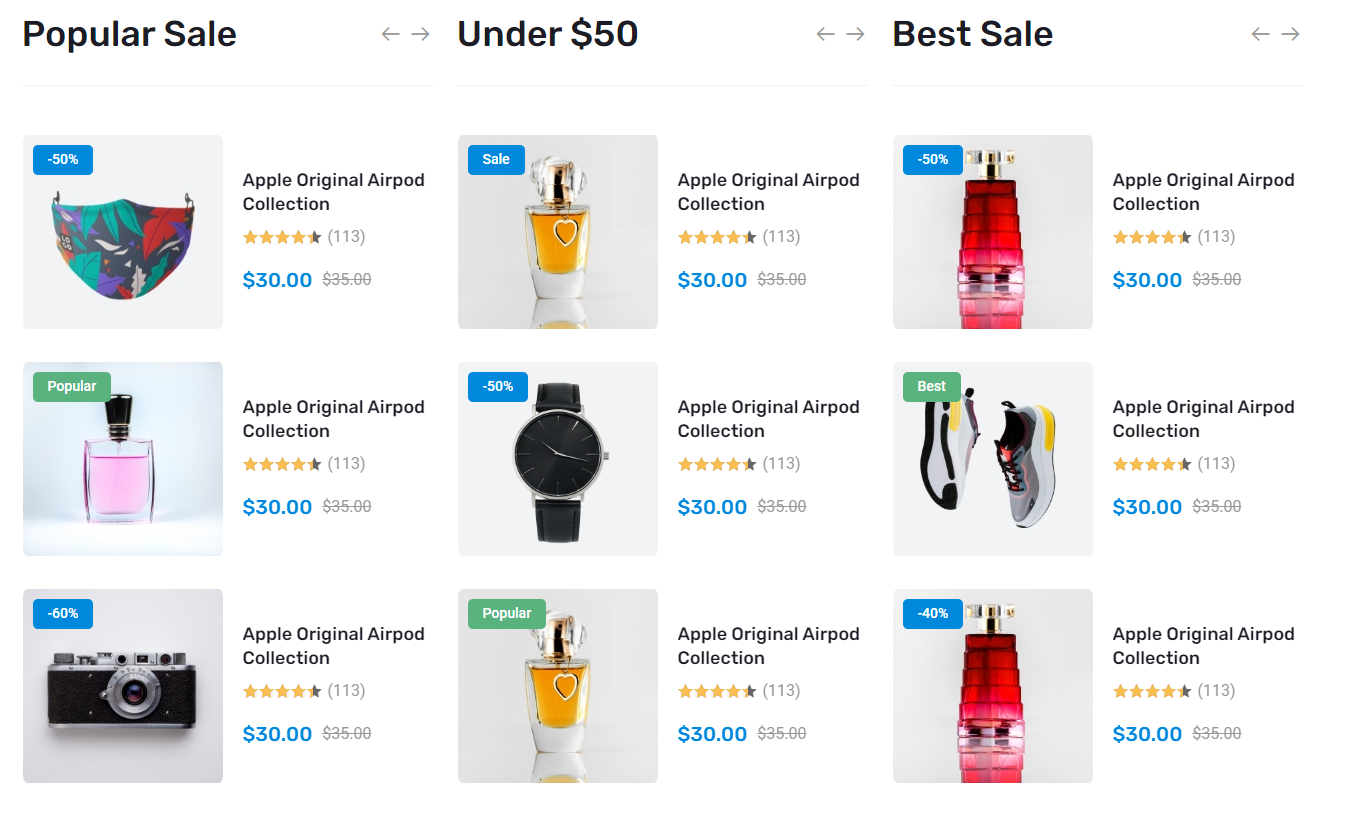 Popular Sale
-50%
Apple Original Airpod
Collection
(113)
$30.00 $35.00
Popular
Apple Original Airpod
Collection
(113)
$30.00 $35.00
-60%
Apple Original Airpod
Collection
(113)
$30.00 $35.00
Under $50
Sale
Apple Original Airpod
Collection
(113)
$30.00 $35.00
-50%
Apple Original Airpod
Collection
(113)
$30.00 $35.00
Popular
Apple Original Airpod
Collection
(113)
$30.00 $35.00
Best Sale
-50%
Apple Original Airpod
Collection
(113)
$30.00 $35.00
Best
Apple Original Airpod
Collection
(113)
$30.00 $35.00
-40%
Apple Original Airpod
Collection
(113)
$30.00 $35.00